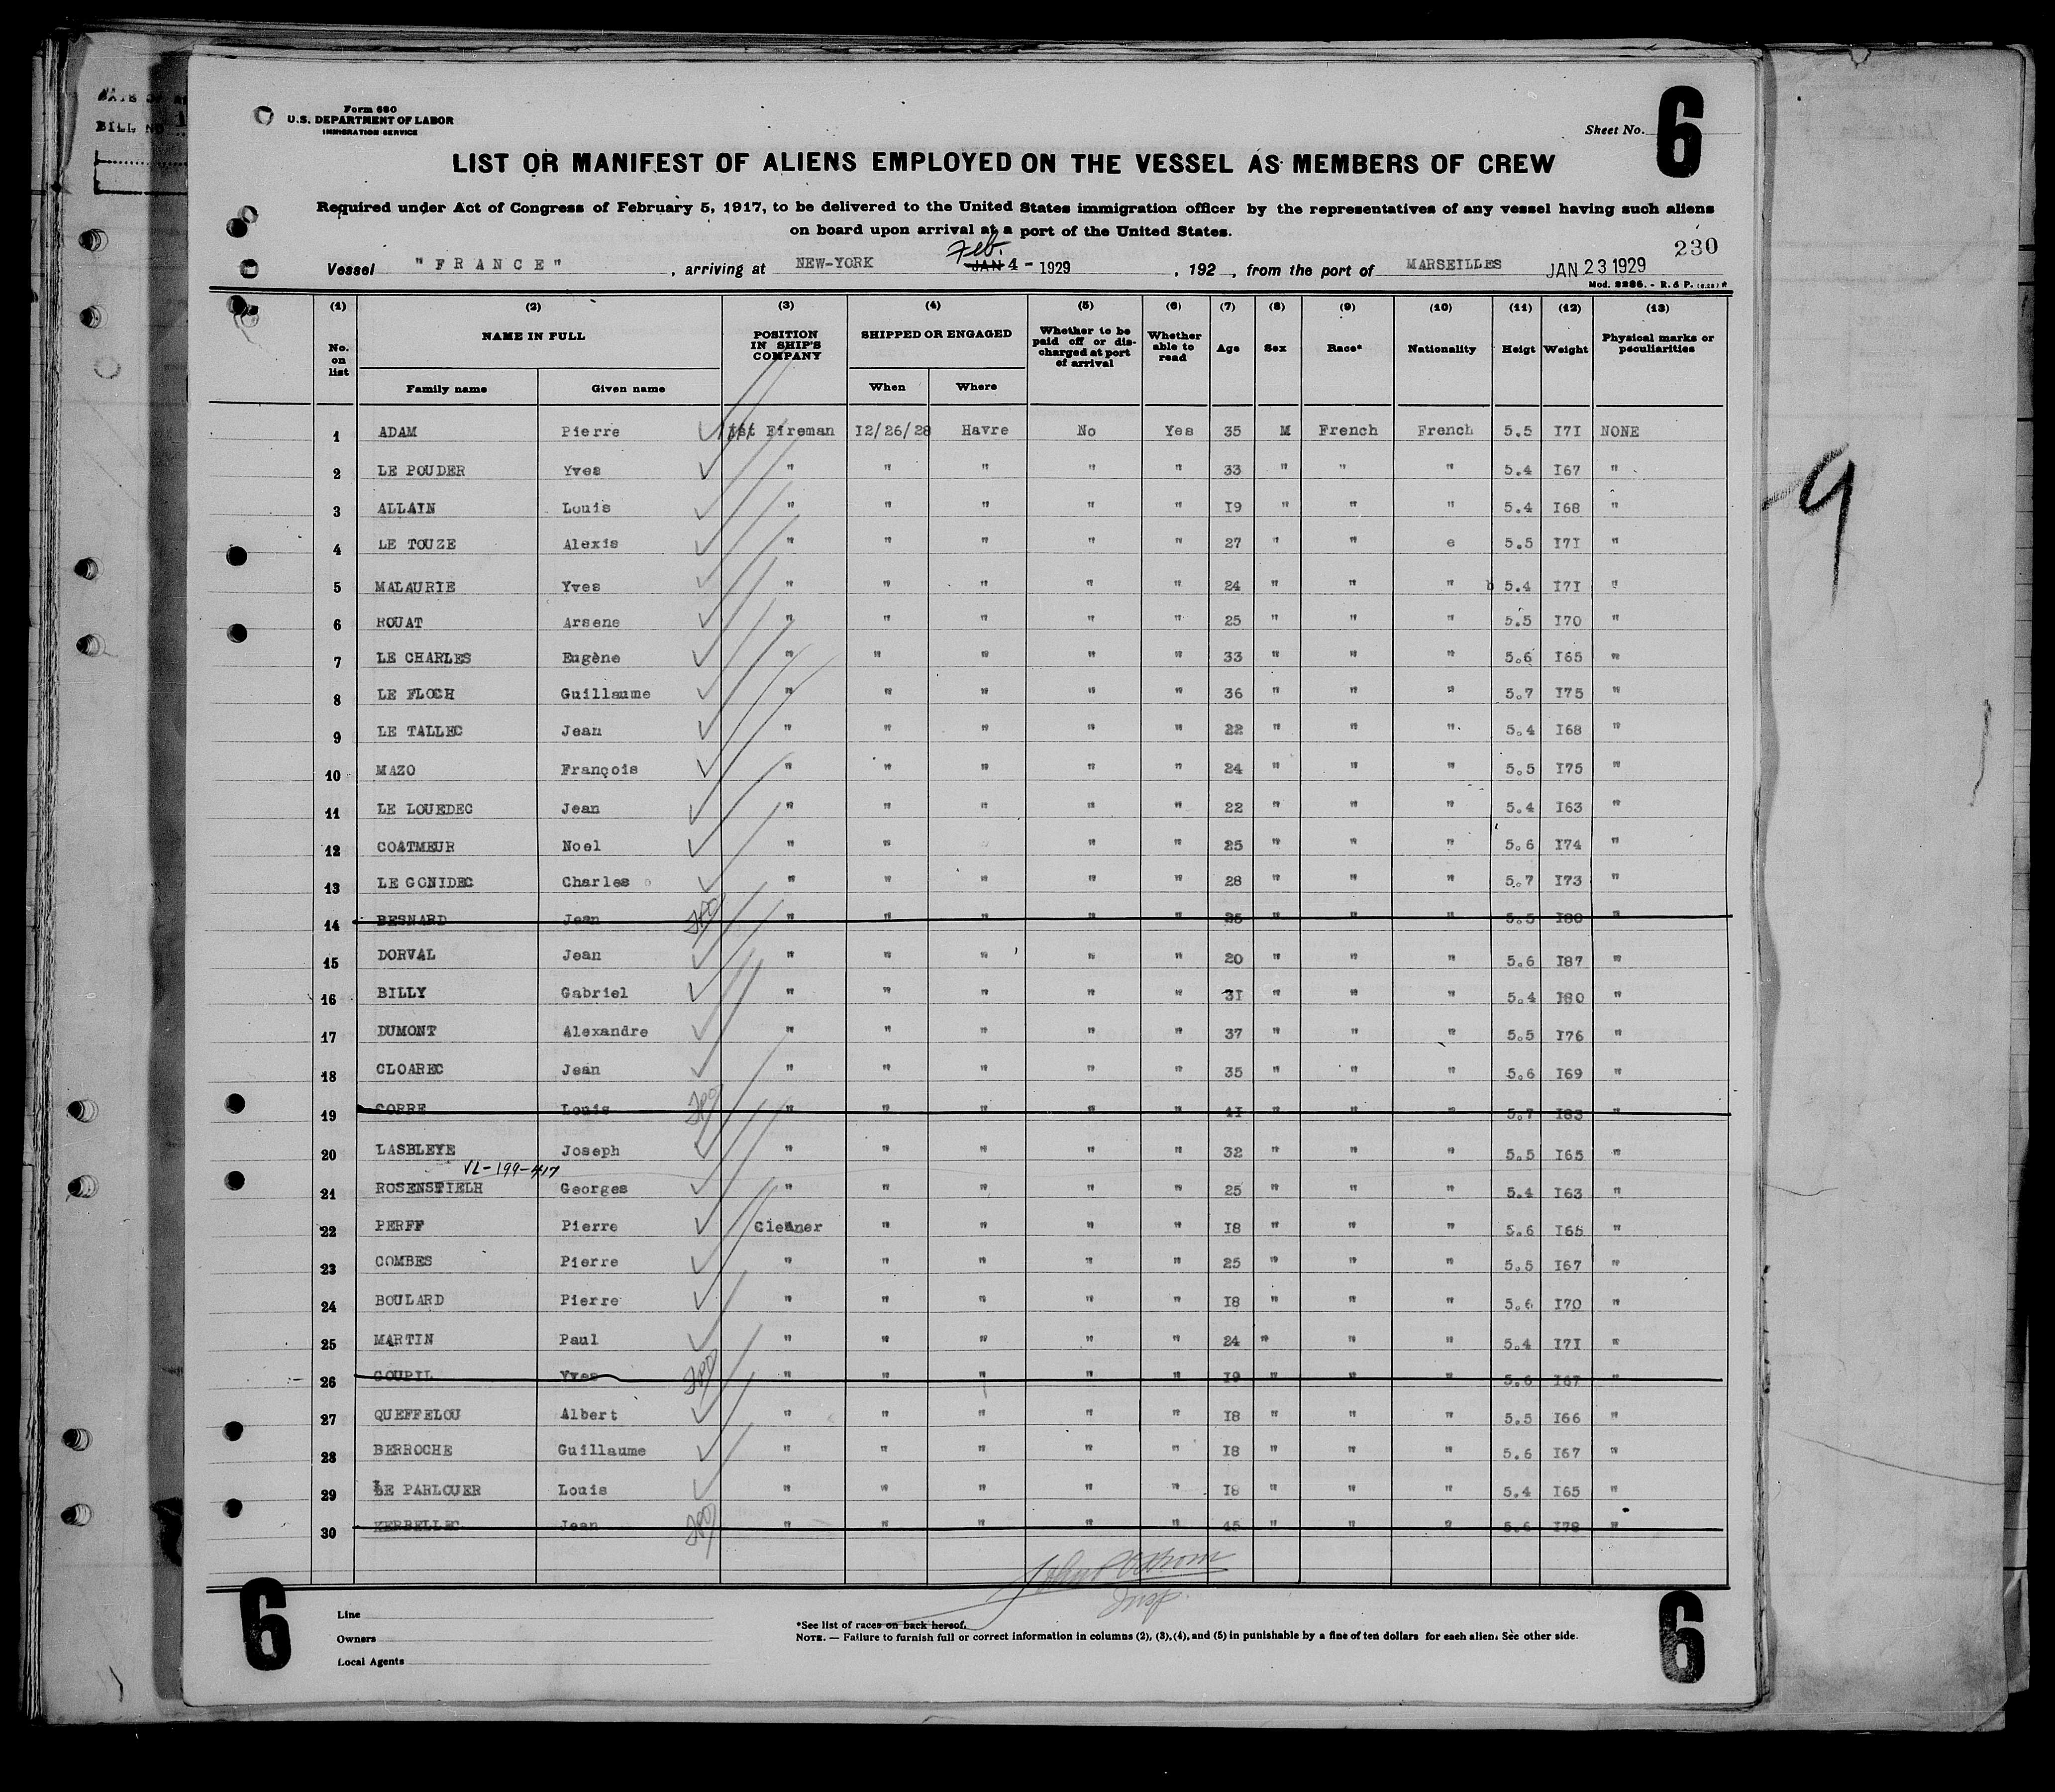 Form 680
U.S. DEPARTMENT OF LABOR
IMMIGRATION SERVICE
Sheet No. 6
LIST OR MANIFEST OF ALIENS EMPLOYED ON THE VESSEL AS MEMBERS OF CREW
Required under Act of Congress of February 5, 1917, to be delivered to the United States immigration officer by the representatives of any vessel having such aliens
on board upon arrival at a port of the United States.
230
Feb.
Vessel "FRANCE" , arriving at NEW-YORK JAN 4 - 1929 , 192 , from the port of MARSEILLES JAN 23 1929
Mod. 2286. - R. & P.
(1) (2) (3) (4) (5) (6) (7) (8) (9) (10) (11) (12) (13)
No. on list NAME IN FULL POSITION IN SHIP'S COMPANY SHIPPED OR ENGAGED Whether to be paid off or discharged at port of arrival Whether able to read Age Sex Race* Nationality Heigt Weight Physical marks or peculiarities
Family name Given name When Where
1 ADAM Pierre 1st Fireman 12/26/28 Havre No Yes 35 M French French 5.5 171 NONE
2 LE POUDER Yves " " " " " 33 " " " 5.4 167 "
3 ALLAIN Louis " " " " " 19 " " " 5.4 168 "
4 LE TOUZE Alexis " " " " " 27 " " e 5.5 171 "
5 MALAURIE Yves " " " " " 24 " " " 5.4 171 "
6 ROUAT Arsene " " " " " 25 " " " 5.5 170 "
7 LE CHARLES Eugène " " " " " 33 " " " 5.6 165 "
8 LE FLOCH Guillaume " " " " " 36 " " " 5.7 175 "
9 LE TALLEC Jean " " " " " 22 " " " 5.4 168 "
10 MAZO François " " " " " 24 " " " 5.5 175 "
11 LE LOUEDEC Jean " " " " " 22 " " " 5.4 163 "
12 COATMEUR Noel " " " " 25 " " " 5.6 174 "
13 LE GONIDEC Charles " " " " " 28 " " " 5.7 173 "
14 BESNARD Jean " " " " " 35 " " " 5.5 180 "
15 DORVAL Jean " " " " " 20 " " " 5.6 187 "
16 BILLY Gabriel " " " " " 31 " " " 5.4 180 "
17 DUMONT Alexandre " " " " " 37 " " " 5.5 176 "
18 CLOAREC Jean " " " " " 35 " " " 5.6 169 "
19 CORRE Louis " " " " " 41 " " " 5.7 183 "
20 LASBLEYE Joseph " " " " " 32 " " " 5.5 165 "
VL-199-417
21 ROSENSTIELH Georges " " " " " 25 " " " 5.4 163 "
22 PERFF Pierre Cleaner " " " " 18 " " " 5.6 165 "
23 COMBES Pierre " " " " " 25 " " " 5.5 167 "
24 BOULARD Pierre " " " " " 18 " " " 5.6 170 "
25 MARTIN Paul " " " " " 24 " " " 5.4 171 "
26 GOUPIL Yves " " " " " 19 " " " 5.6 167 "
27 QUEFFELOU Albert " " " " " 18 " " " 5.5 166 "
28 BERROCHE Guillaume " " " " " 18 " " " 5.6 167 "
29 LE PARLOUER Louis " " " " " 18 " " " 5.4 165 "
30 KERBELLEC Jean " " " " " 45 " " " 5.6 178 "
Insp.
6
6
Line
Owners
Local Agents
*See list of races on back hereof.
NOTE. — Failure to furnish full or correct information in columns (2), (3), (4), and (5) in punishable by a fine of ten dollars for each alien. See other side.
9
BILL NO